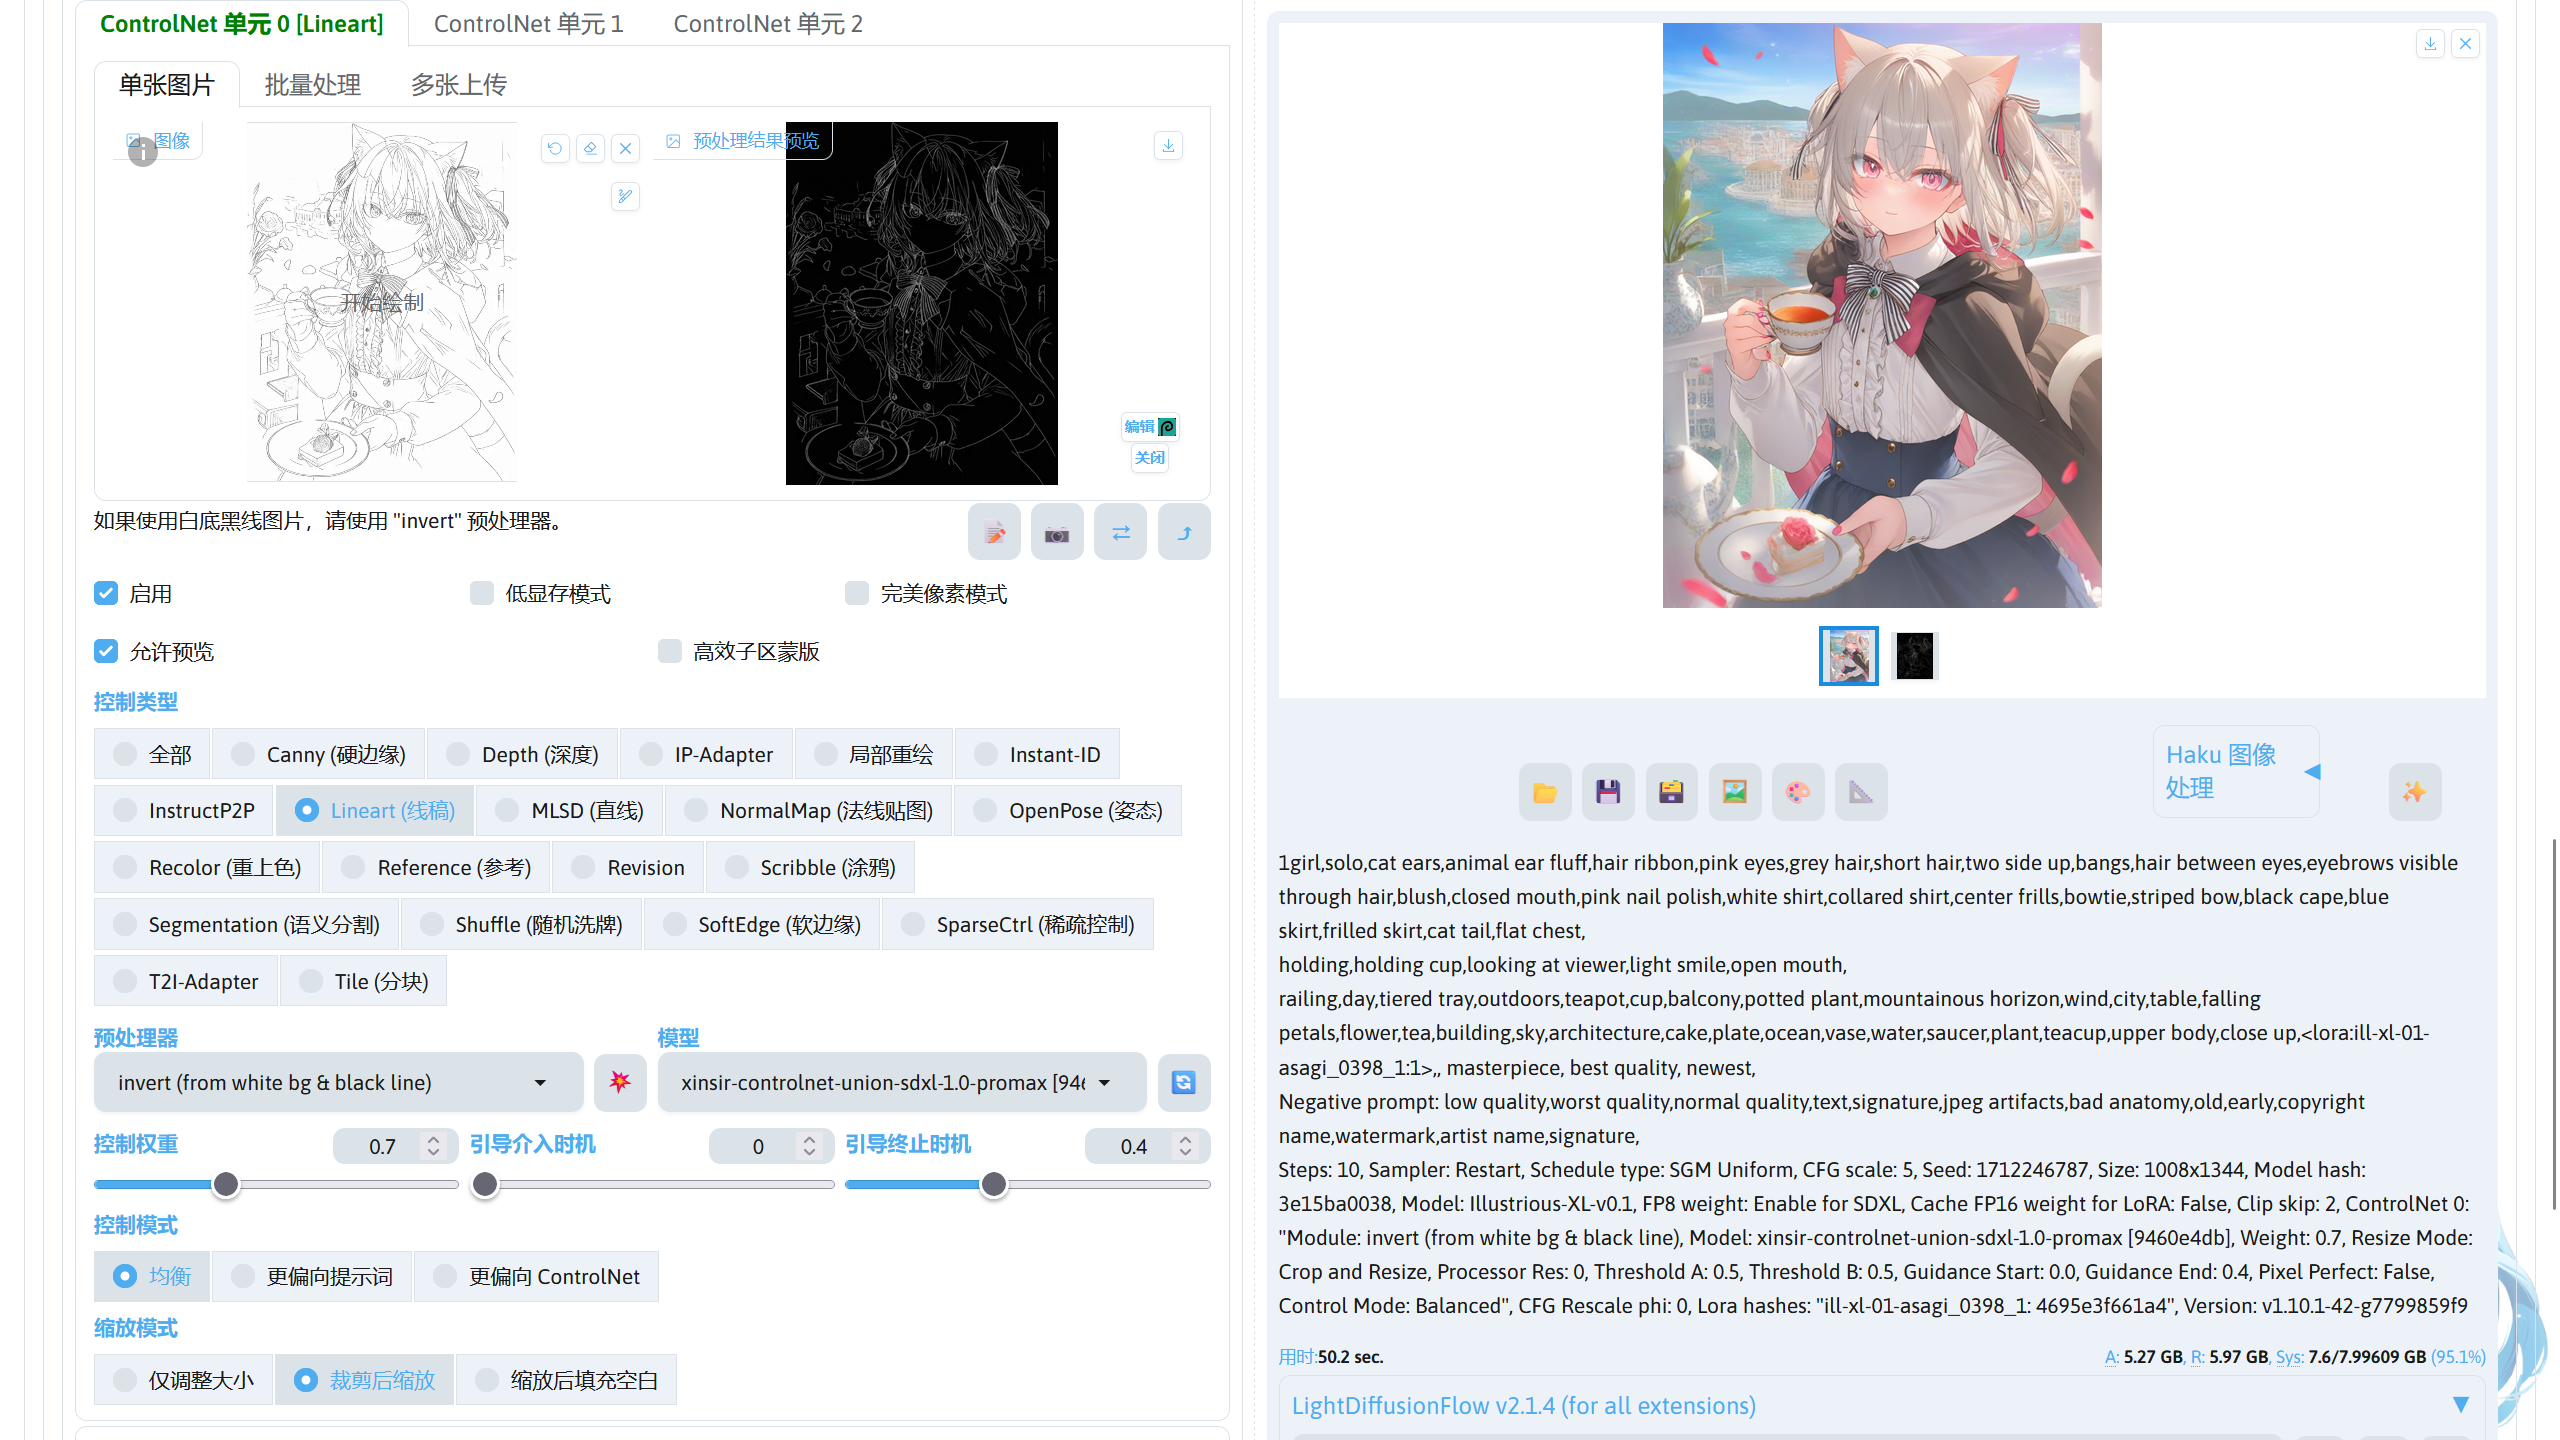 ControlNet 单元 0 [Lineart]
ControlNet 单元 1
ControlNet 单元 2
单张图片
批量处理
多张上传
图像
开始绘制
预处理结果预览
编辑
关闭
如果使用白底黑线图片，请使用 "invert" 预处理器。
启用
低显存模式
完美像素模式
允许预览
高效子区蒙版
控制类型
全部
Canny (硬边缘)
Depth (深度)
IP-Adapter
局部重绘
Instant-ID
InstructP2P
Lineart (线稿)
MLSD (直线)
NormalMap (法线贴图)
OpenPose (姿态)
Recolor (重上色)
Reference (参考)
Revision
Scribble (涂鸦)
Segmentation (语义分割)
Shuffle (随机洗牌)
SoftEdge (软边缘)
SparseCtrl (稀疏控制)
T2I-Adapter
Tile (分块)
预处理器
模型
invert (from white bg & black line)
xinsir-controlnet-union-sdxl-1.0-promax [946
控制权重
0.7
引导介入时机
0
引导终止时机
0.4
控制模式
均衡
更偏向提示词
更偏向 ControlNet
缩放模式
仅调整大小
裁剪后缩放
缩放后填充空白
Haku 图像
处理
1girl,solo,cat ears,animal ear fluff,hair ribbon,pink eyes,grey hair,short hair,two side up,bangs,hair between eyes,eyebrows visible
through hair,blush,closed mouth,pink nail polish,white shirt,collared shirt,center frills,bowtie,striped bow,black cape,blue
skirt,frilled skirt,cat tail,flat chest,
holding,holding cup,looking at viewer,light smile,open mouth,
railing,day,tiered tray,outdoors,teapot,cup,balcony,potted plant,mountainous horizon,wind,city,table,falling
petals,flower,tea,building,sky,architecture,cake,plate,ocean,vase,water,saucer,plant,teacup,upper body,close up,<lora:ill-xl-01-
asagi_0398_1:1>,, masterpiece, best quality, newest,
Negative prompt: low quality,worst quality,normal quality,text,signature,jpeg artifacts,bad anatomy,old,early,copyright
name,watermark,artist name,signature,
Steps: 10, Sampler: Restart, Schedule type: SGM Uniform, CFG scale: 5, Seed: 1712246787, Size: 1008x1344, Model hash:
3e15ba0038, Model: Illustrious-XL-v0.1, FP8 weight: Enable for SDXL, Cache FP16 weight for LoRA: False, Clip skip: 2, ControlNet 0:
"Module: invert (from white bg & black line), Model: xinsir-controlnet-union-sdxl-1.0-promax [9460e4db], Weight: 0.7, Resize Mode:
Crop and Resize, Processor Res: 0, Threshold A: 0.5, Threshold B: 0.5, Guidance Start: 0.0, Guidance End: 0.4, Pixel Perfect: False,
Control Mode: Balanced", CFG Rescale phi: 0, Lora hashes: "ill-xl-01-asagi_0398_1: 4695e3f661a4", Version: v1.10.1-42-g7799859f9
用时:50.2 sec.
A: 5.27 GB, R: 5.97 GB, Sys: 7.6/7.99609 GB (95.1%)
LightDiffusionFlow v2.1.4 (for all extensions)